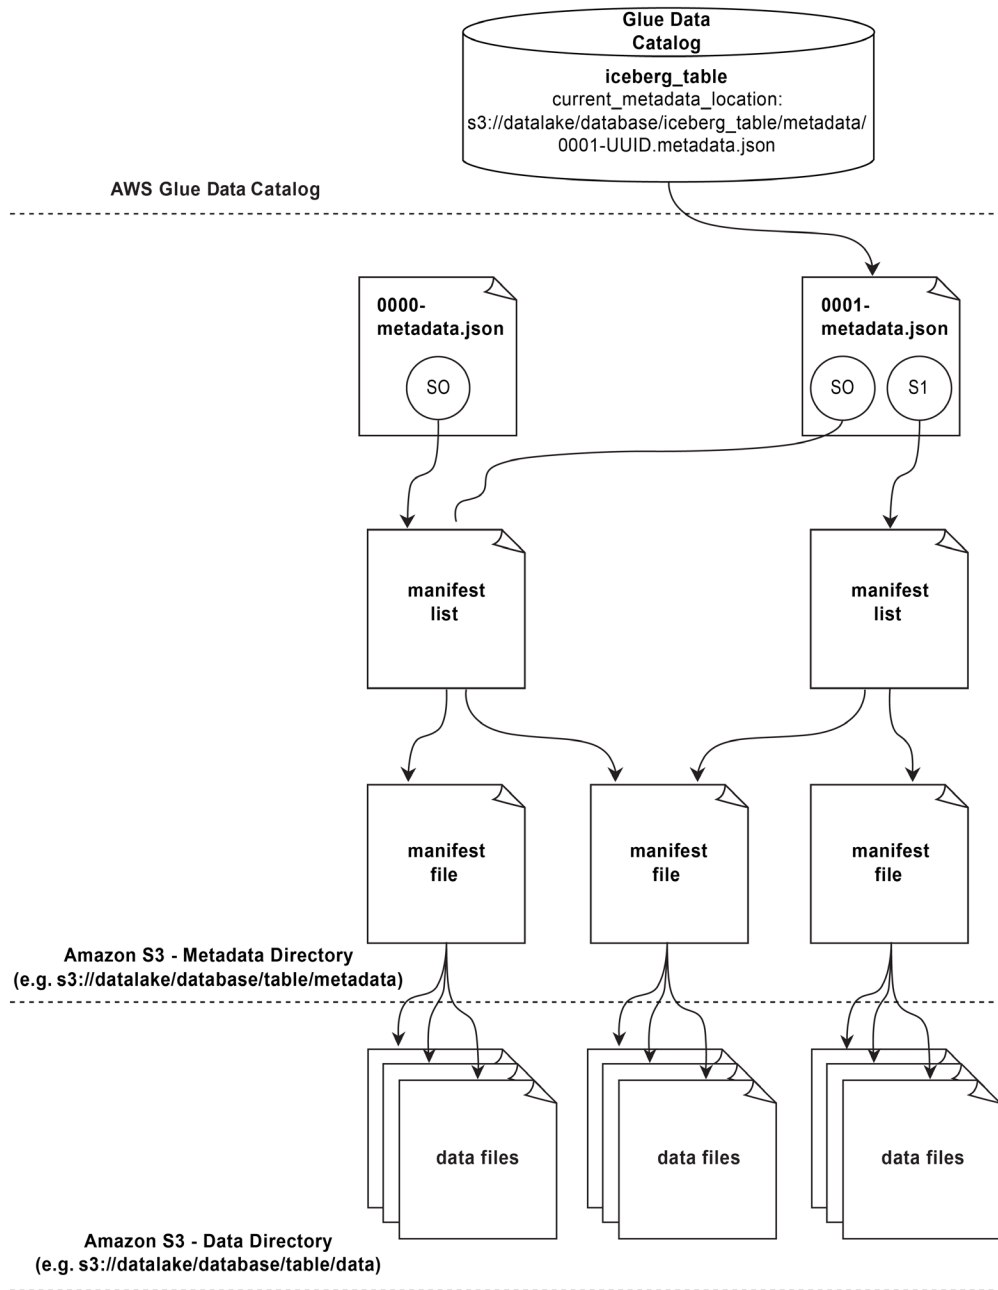 Glue Data
Catalog
iceberg_table
current_metadata_location:
s3://datalake/database/iceberg_table/metadata/
0001-UUID.metadata.json
AWS Glue Data Catalog
0000-
metadata.json
SO
0001-
metadata.json
SO
S1
manifest
list
manifest
list
manifest
file
manifest
file
manifest
file
Amazon S3 - Metadata Directory
(e.g. s3://datalake/database/table/metadata)
data files
data files
data files
Amazon S3 - Data Directory
(e.g. s3://datalake/database/table/data)